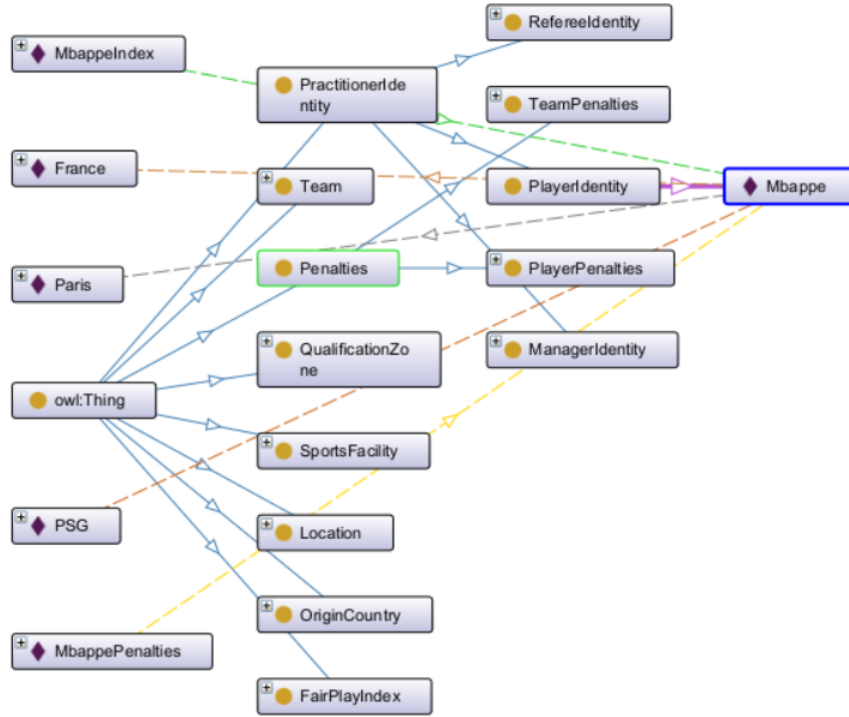 RefereeIdentity
MbappeIndex
PractitionerIde
ntity
TeamPenalties
France
Team
PlayerIdentity
Mbappe
Paris
Penalties
PlayerPenalties
QualificationZo
ne
ManagerIdentity
owl:Thing
SportsFacility
PSG
Location
OriginCountry
MbappePenalties
FairPlayIndex